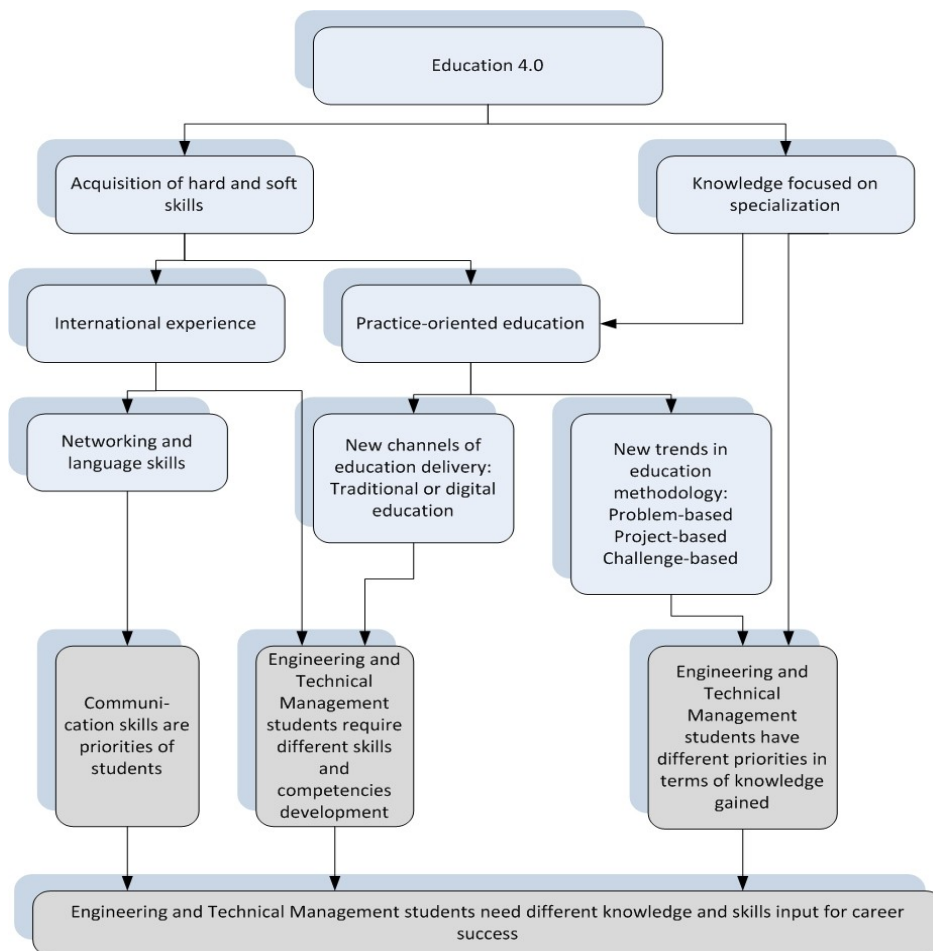 Education 4.0
Acquisition of hard and soft
skills
Knowledge focused on
specialization
International experience
Practice-oriented education
Networking and
language skills
New channels of
education delivery:
Traditional or digital
education
New trends in
education
methodology:
Problem-based
Project-based
Challenge-based
Communi-
cation skills are
priorities of
students
Engineering and
Technical
Management
students require
different skills
and
competencies
development
Engineering and
Technical
Management
students have
different priorities in
terms of knowledge
gained
Engineering and Technical Management students need different knowledge and skills input for career
success